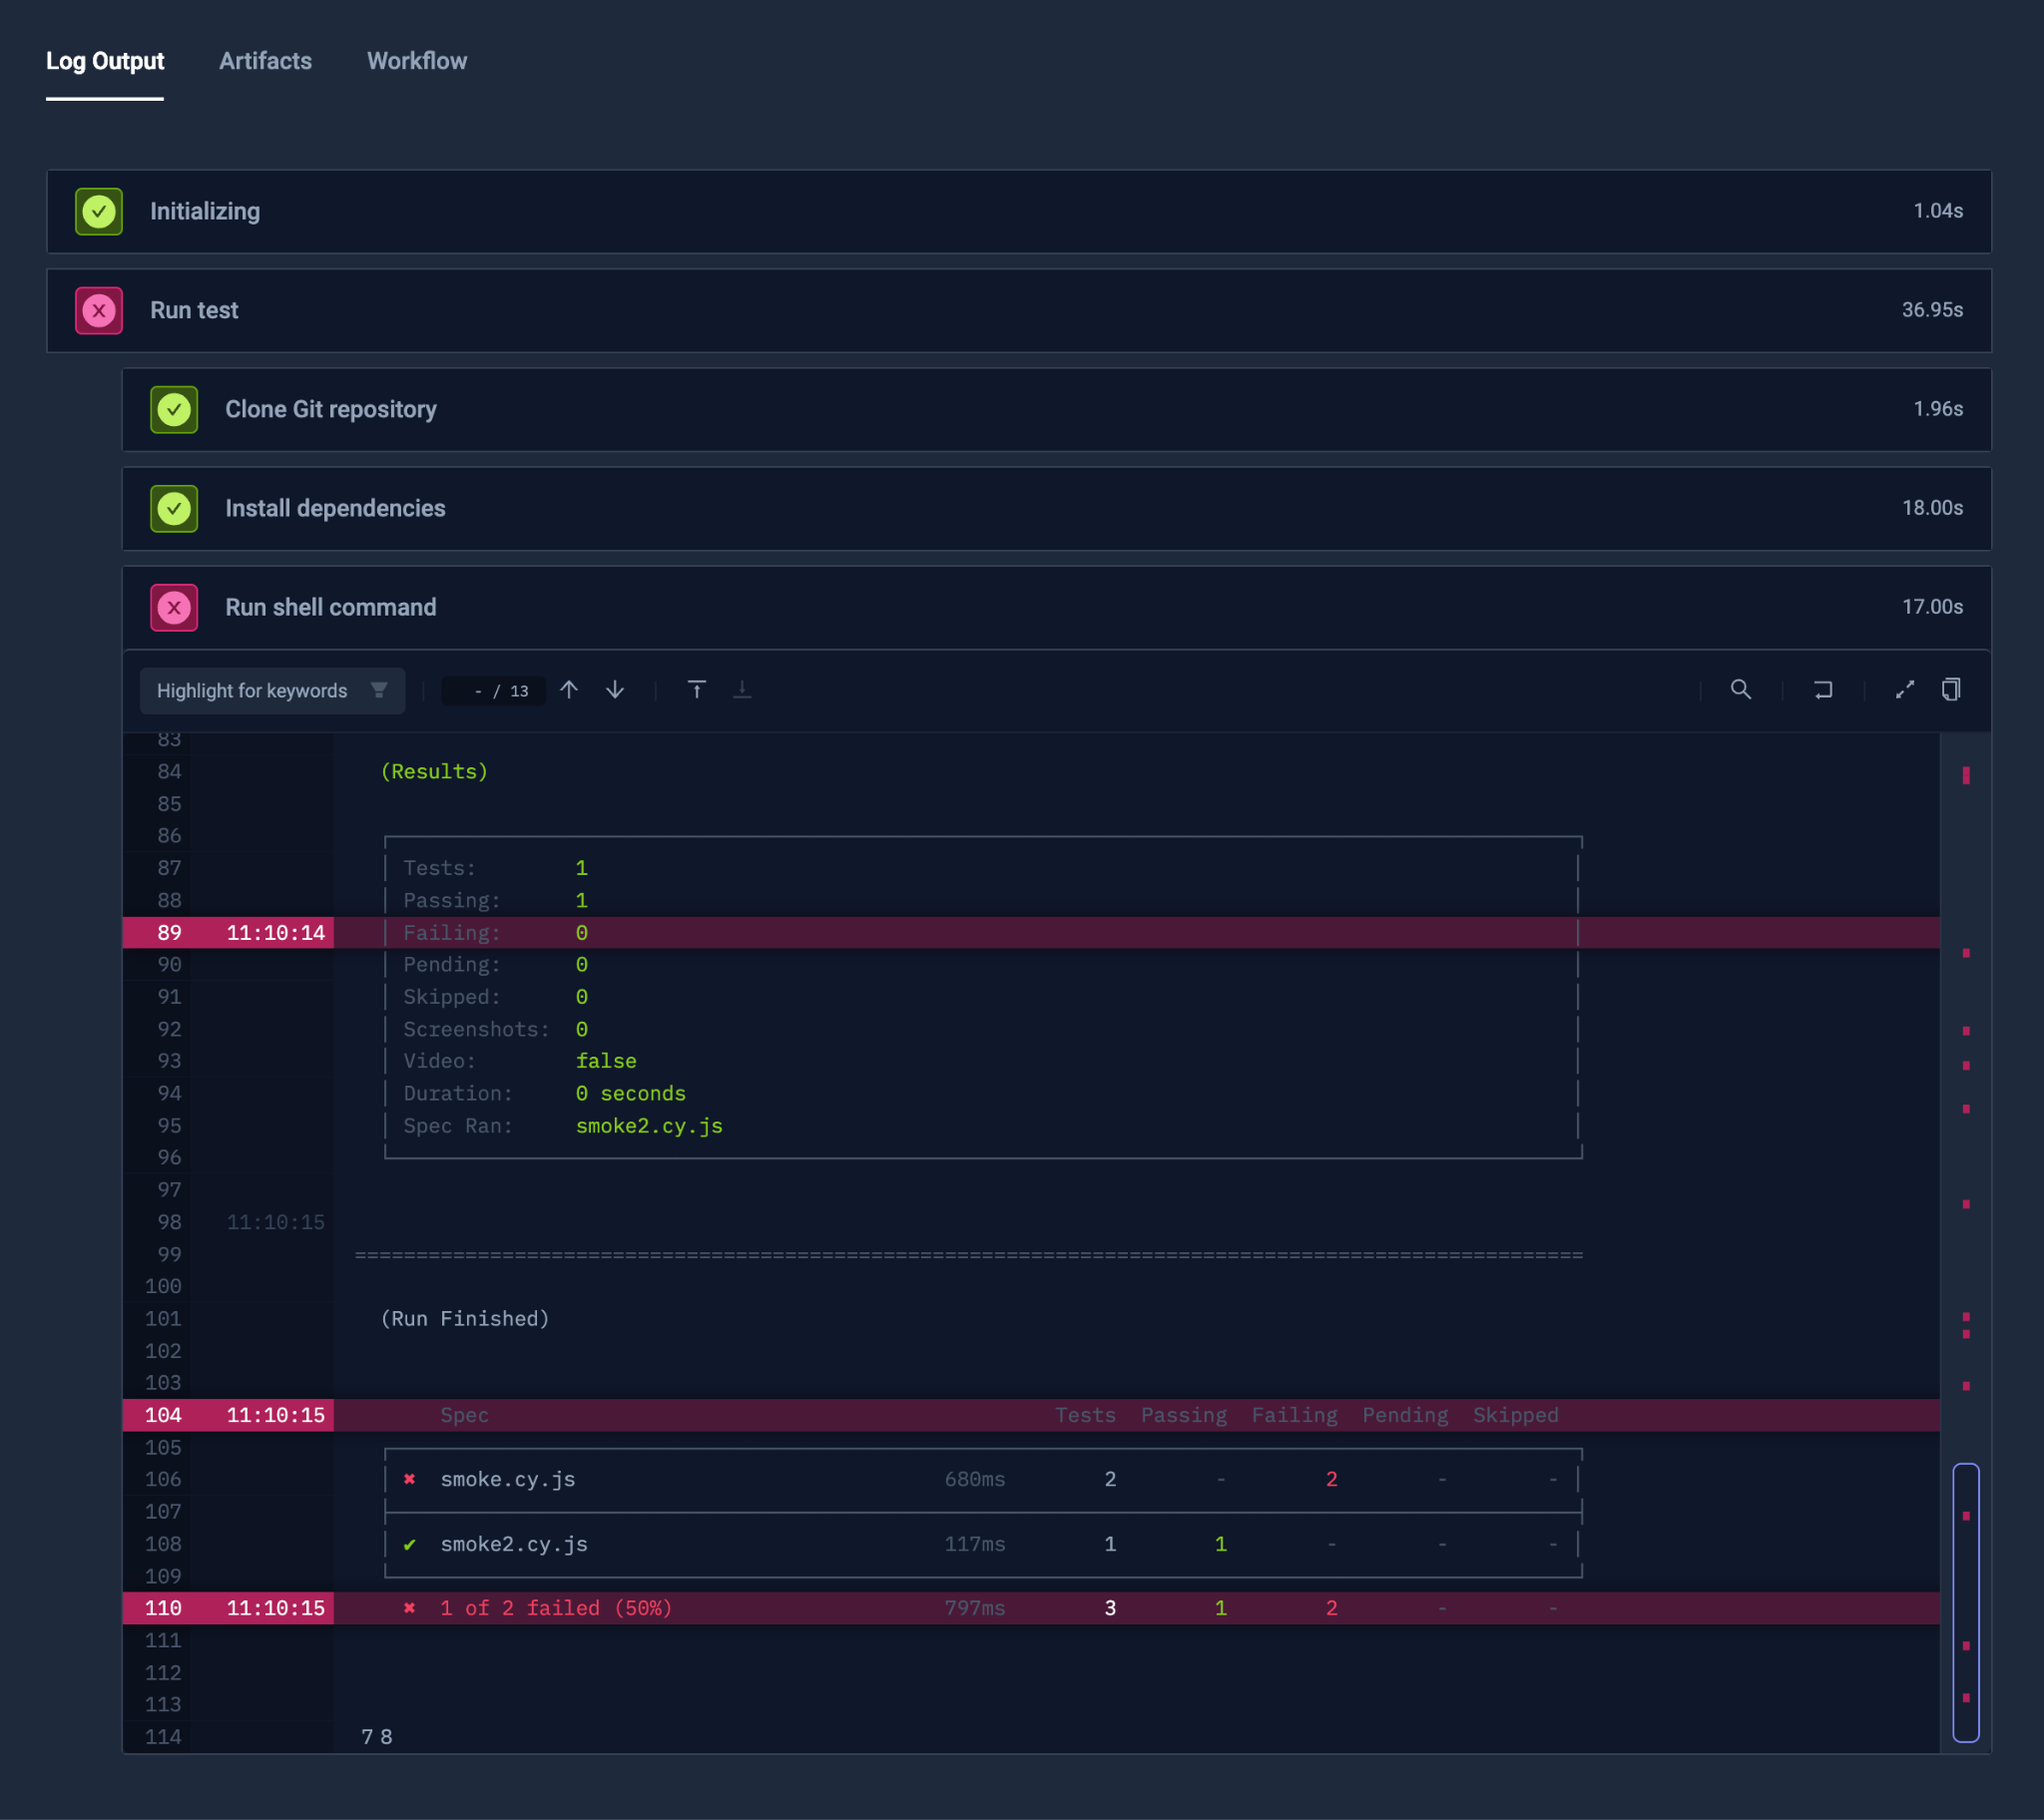 Log Output Artifacts Workflow
Initializing 1.04s
Run test 36.95s
Clone Git repository 1.96s
Install dependencies 18.00s
Run shell command 17.00s
Highlight for keywords - / 13
83
84 (Results)
85
86
87 Tests: 1
88 Passing: 1
89 11:10:14 Failing: 0
90 Pending: 0
91 Skipped: 0
92 Screenshots: 0
93 Video: false
94 Duration: 0 seconds
95 Spec Ran: smoke2.cy.js
96
97
98 11:10:15
99 ====================================================================================================
100
101 (Run Finished)
102
103
104 11:10:15 Spec Tests Passing Failing Pending Skipped
105
106 ✖ smoke.cy.js 680ms 2 - 2 - -
107
108 ✔ smoke2.cy.js 117ms 1 1 - - -
109
110 11:10:15 ✖ 1 of 2 failed (50%) 797ms 3 1 2 - -
111
112
113
114 78